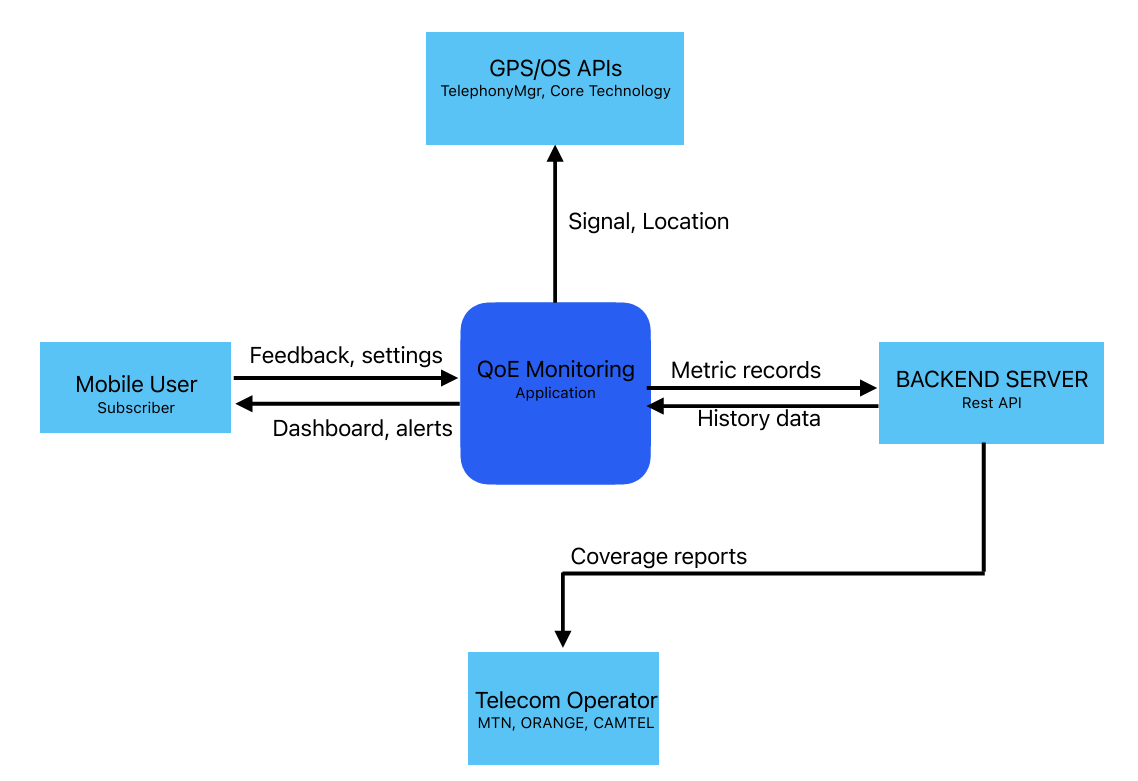 GPS/OS APIs
TelephonyMgr, Core Technology
Signal, Location
Feedback, settings
Mobile User
Subscriber
Dashboard, alerts
QoE Monitoring
Application
Metric records
History data
BACKEND SERVER
Rest API
Coverage reports
Telecom Operator
MTN, ORANGE, CAMTEL